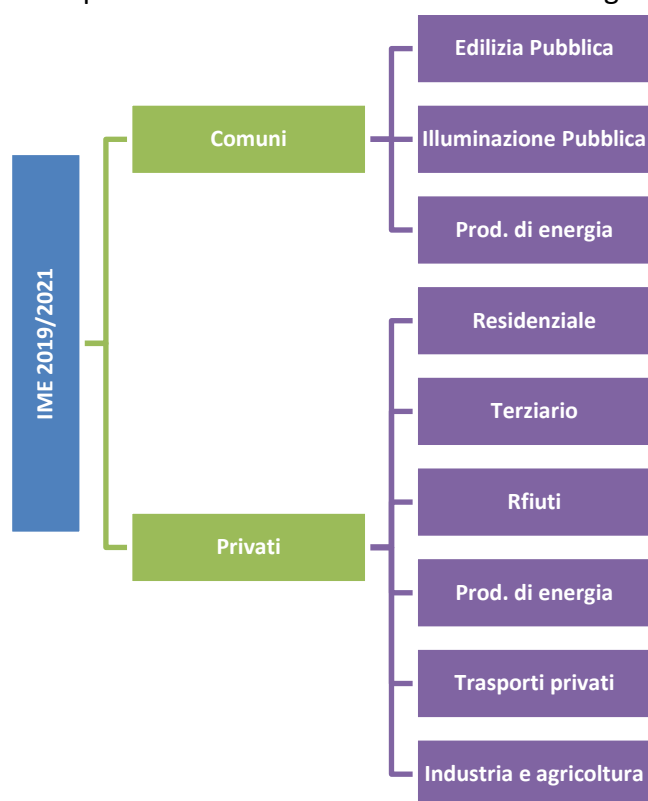 IME 2019/2021
Comuni
Edilizia Pubblica
Illuminazione Pubblica
Prod. di energia
Privati
Residenziale
Terziario
Rfiuti
Prod. di energia
Trasporti privati
Industria e agricoltura